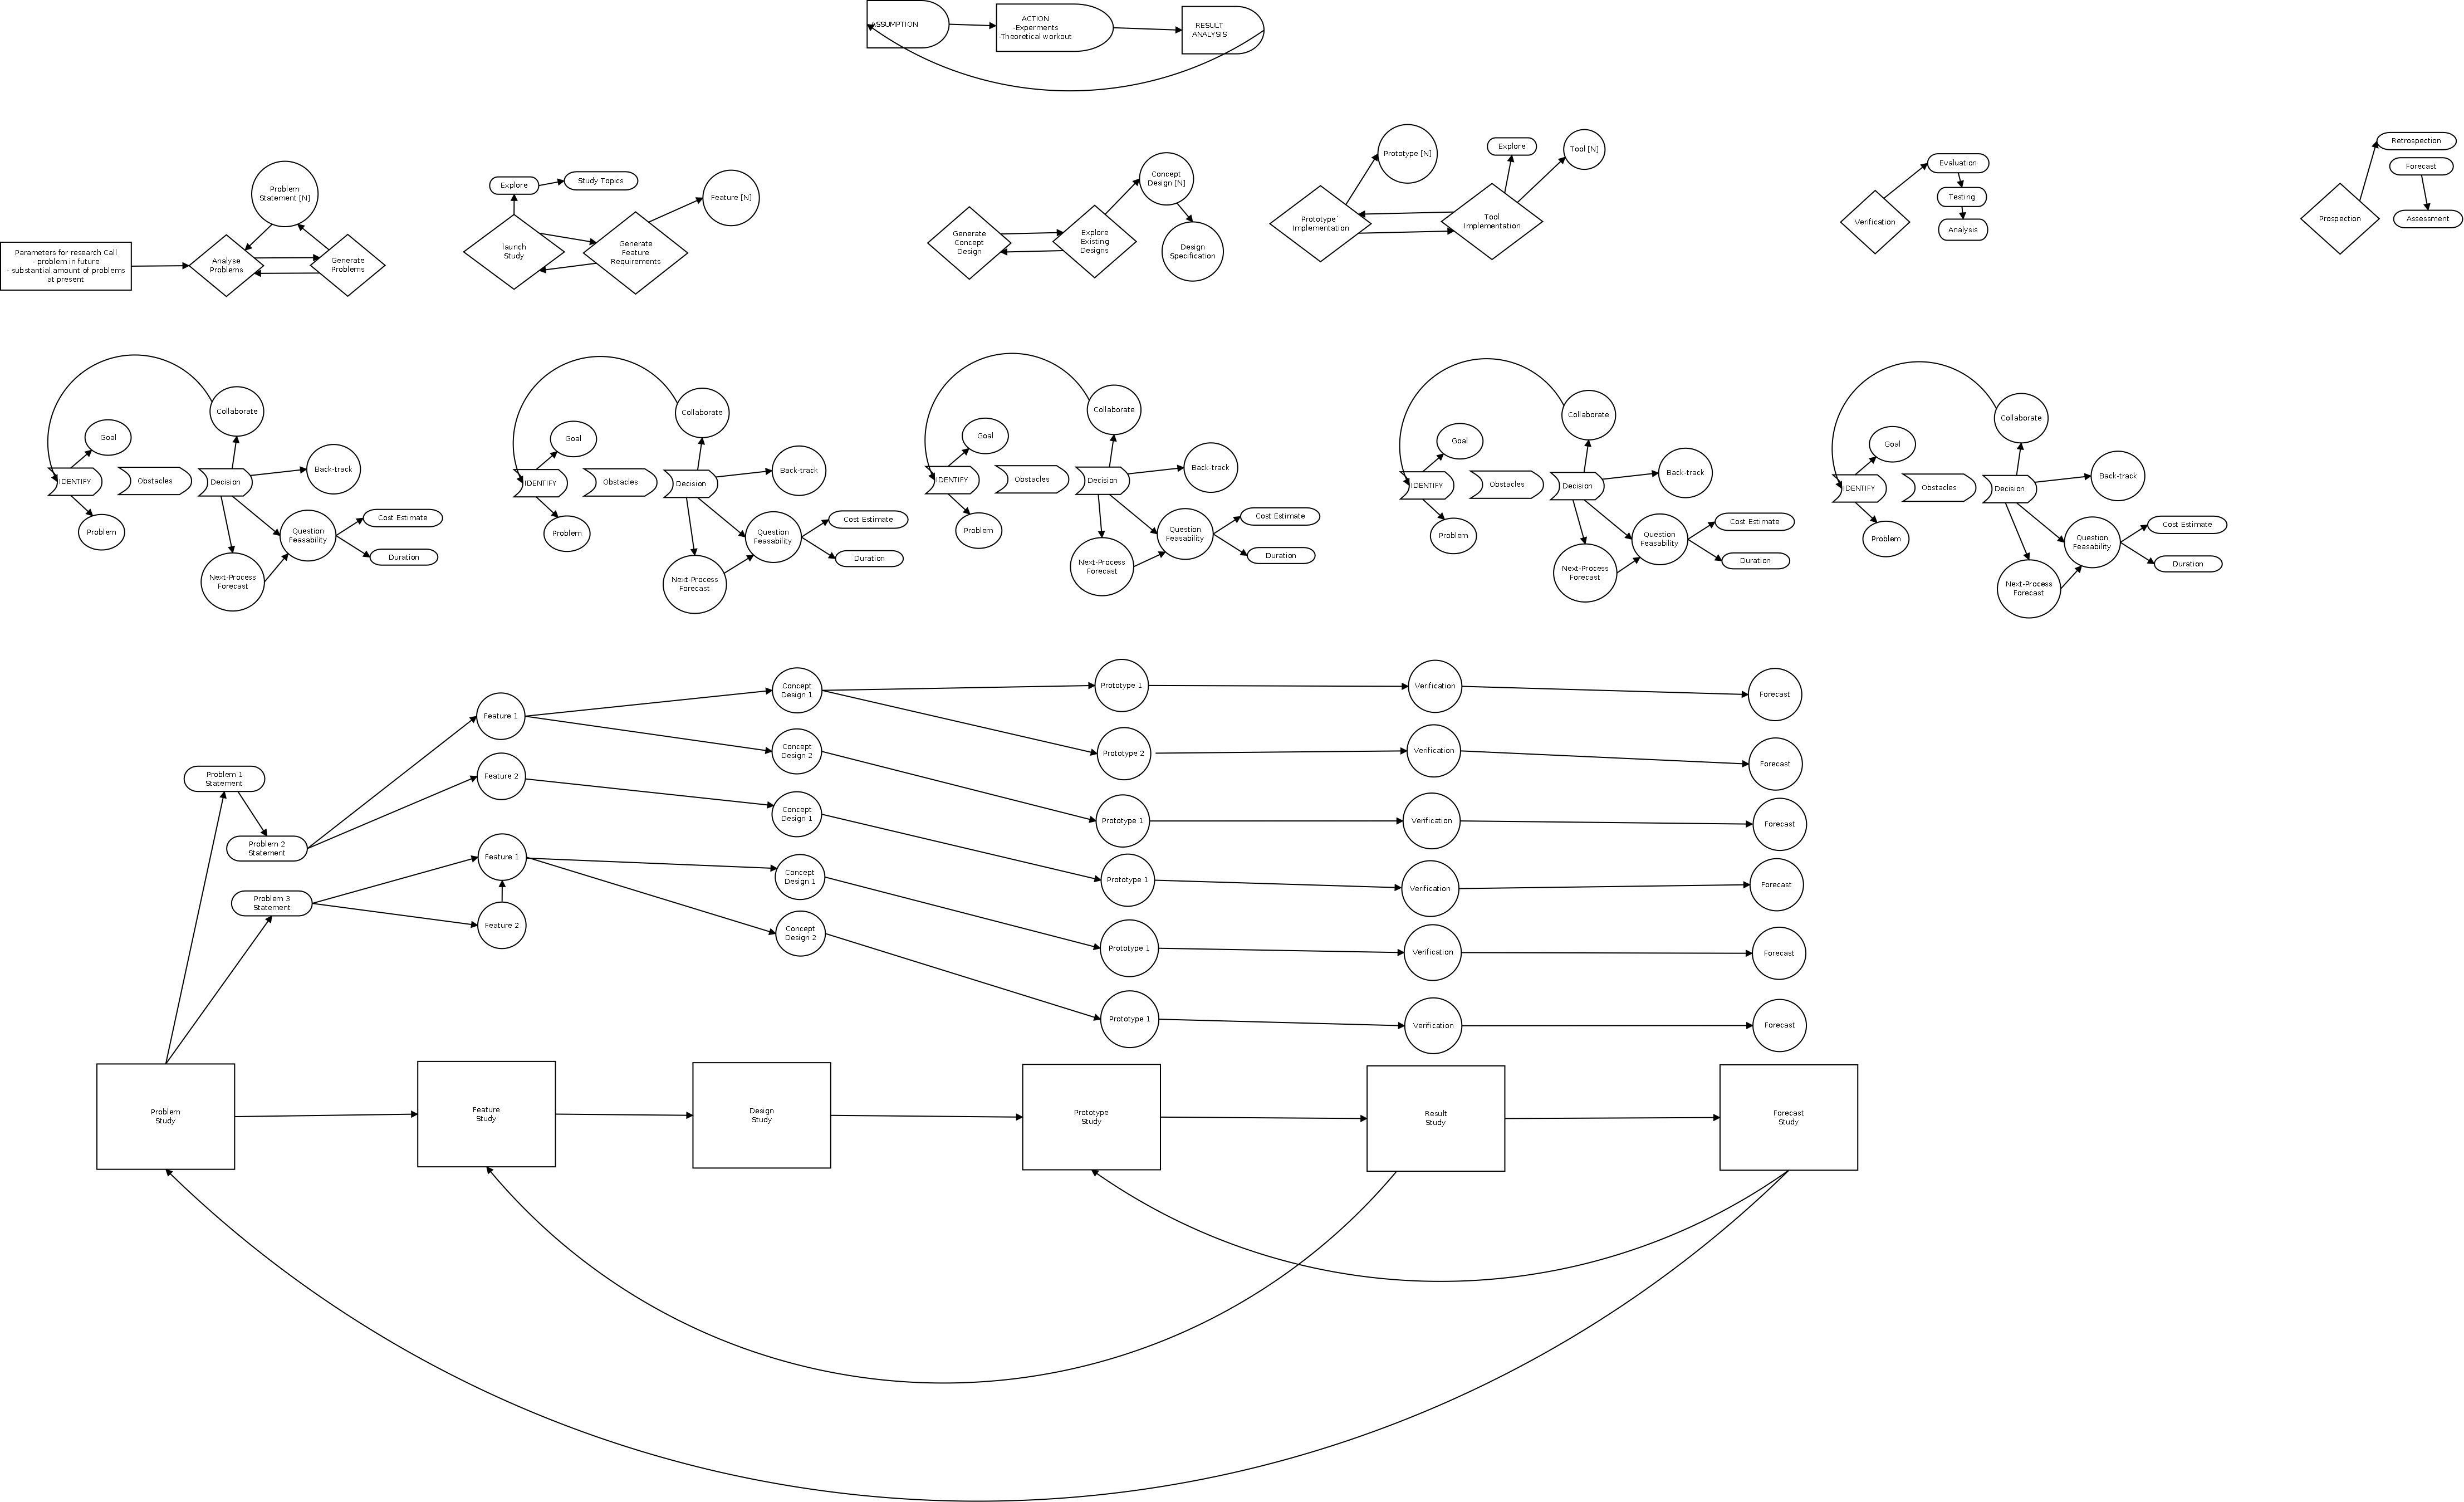 ASSUMPTION
ACTION
-Experments
-Theoretical workout
RESULT
ANALYSIS
Parameters for research Call
- problem in future
- substantial amount of problems
at present
Problem
Statement [N]
Analyse
Problems
Generate
Problems
Explore
Study Topics
launch
Study
Generate
Feature
Requirements
Feature [N]
Generate
Concept
Design
Explore
Existing
Designs
Concept
Design [N]
Design
Specification
Prototype`
Implementation
Prototype [N]
Explore
Tool
Implementation
Tool [N]
Verification
Evaluation
Testing
Analysis
Prospection
Retrospection
Forecast
Assessment
Collaborate
Goal
IDENTIFY
Obstacles
Decision
Back-track
Problem
Question
Feasability
Cost Estimate
Duration
Next-Process
Forecast
Collaborate
Goal
IDENTIFY
Obstacles
Decision
Back-track
Problem
Question
Feasability
Cost Estimate
Duration
Next-Process
Forecast
Collaborate
Goal
IDENTIFY
Obstacles
Decision
Back-track
Problem
Question
Feasability
Cost Estimate
Duration
Next-Process
Forecast
Collaborate
Goal
IDENTIFY
Obstacles
Decision
Back-track
Problem
Question
Feasability
Cost Estimate
Duration
Next-Process
Forecast
Collaborate
Goal
IDENTIFY
Obstacles
Decision
Back-track
Problem
Question
Feasability
Cost Estimate
Duration
Next-Process
Forecast
Problem 1
Statement
Problem 2
Statement
Problem 3
Statement
Feature 1
Feature 2
Feature 1
Feature 2
Concept
Design 1
Concept
Design 2
Concept
Design 1
Concept
Design 1
Concept
Design 2
Prototype 1
Prototype 2
Prototype 1
Prototype 1
Prototype 1
Prototype 1
Verification
Verification
Verification
Verification
Verification
Verification
Forecast
Forecast
Forecast
Forecast
Forecast
Forecast
Problem
Study
Feature
Study
Design
Study
Prototype
Study
Result
Study
Forecast
Study